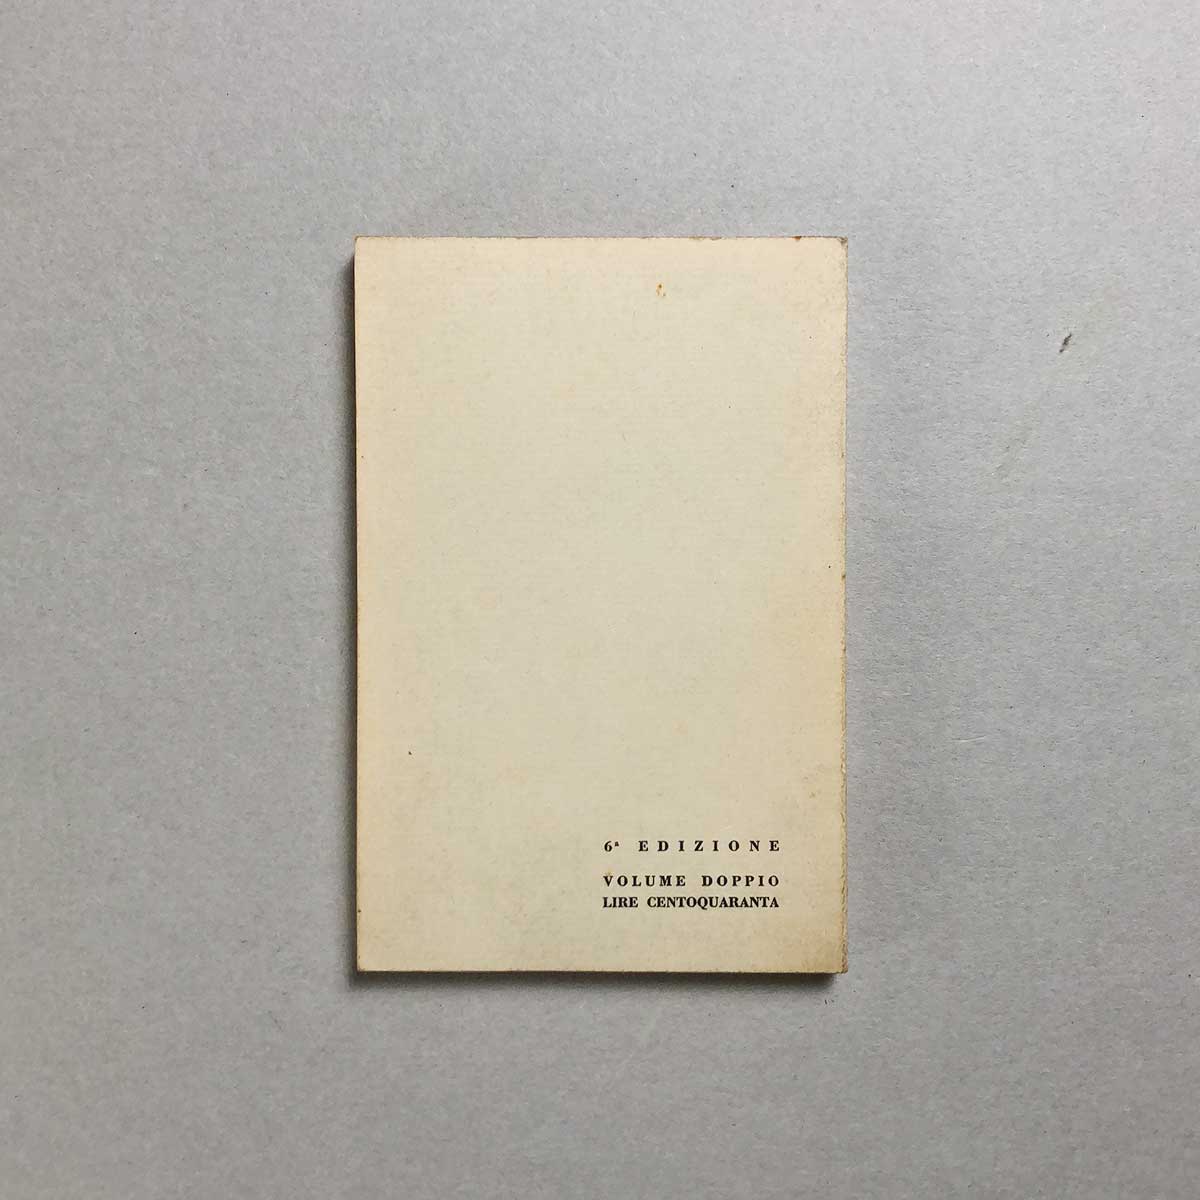 6ª EDIZIONE
VOLUME DOPPIO
LIRE CENTOQUARANTA